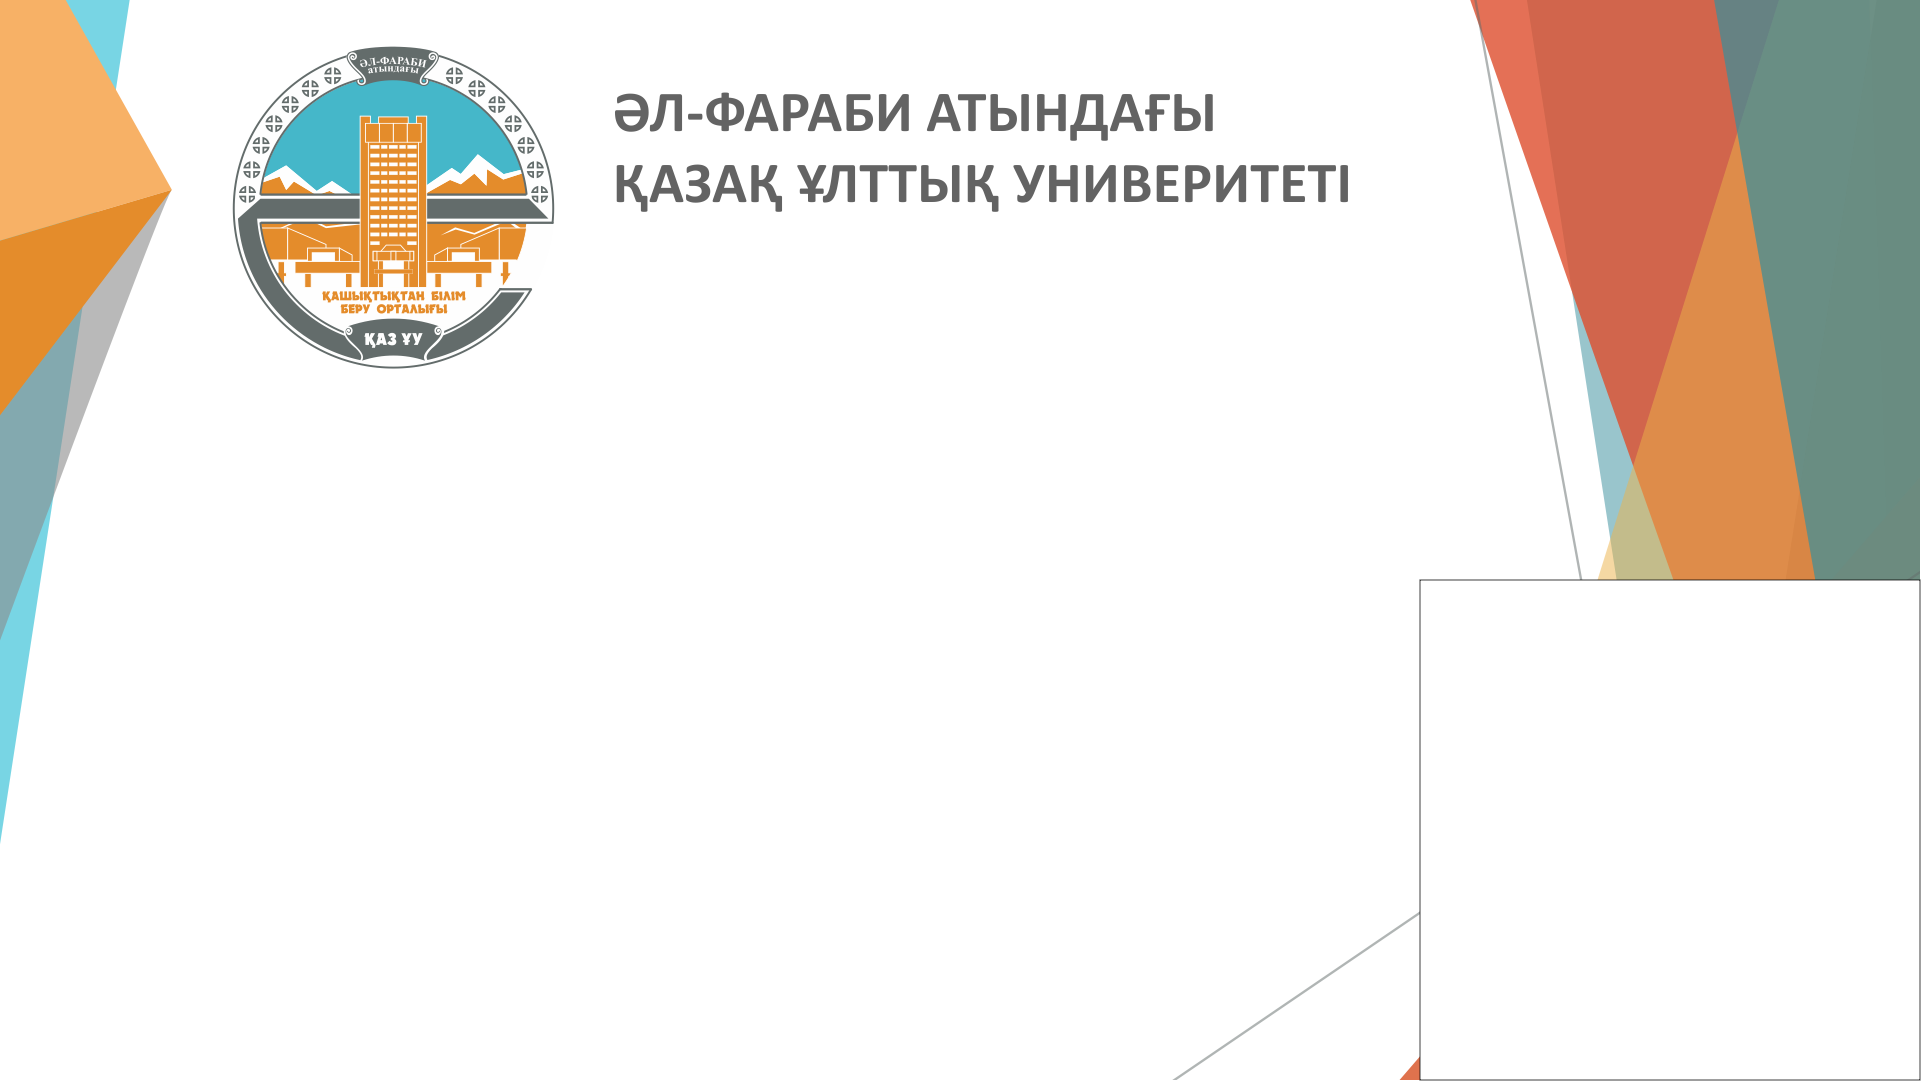 ӘЛ-ФАРАБИ
атындағы
ӘЛ-ФАРАБИ АТЫНДАҒЫ
ҚАЗАҚ ҰЛТТЫҚ УНИВЕРИТЕТІ
ҚАШЫҚТЫҚТАН БІЛІМ
БЕРУ ОРТАЛЫҒЫ
ҚАЗ ҰУ